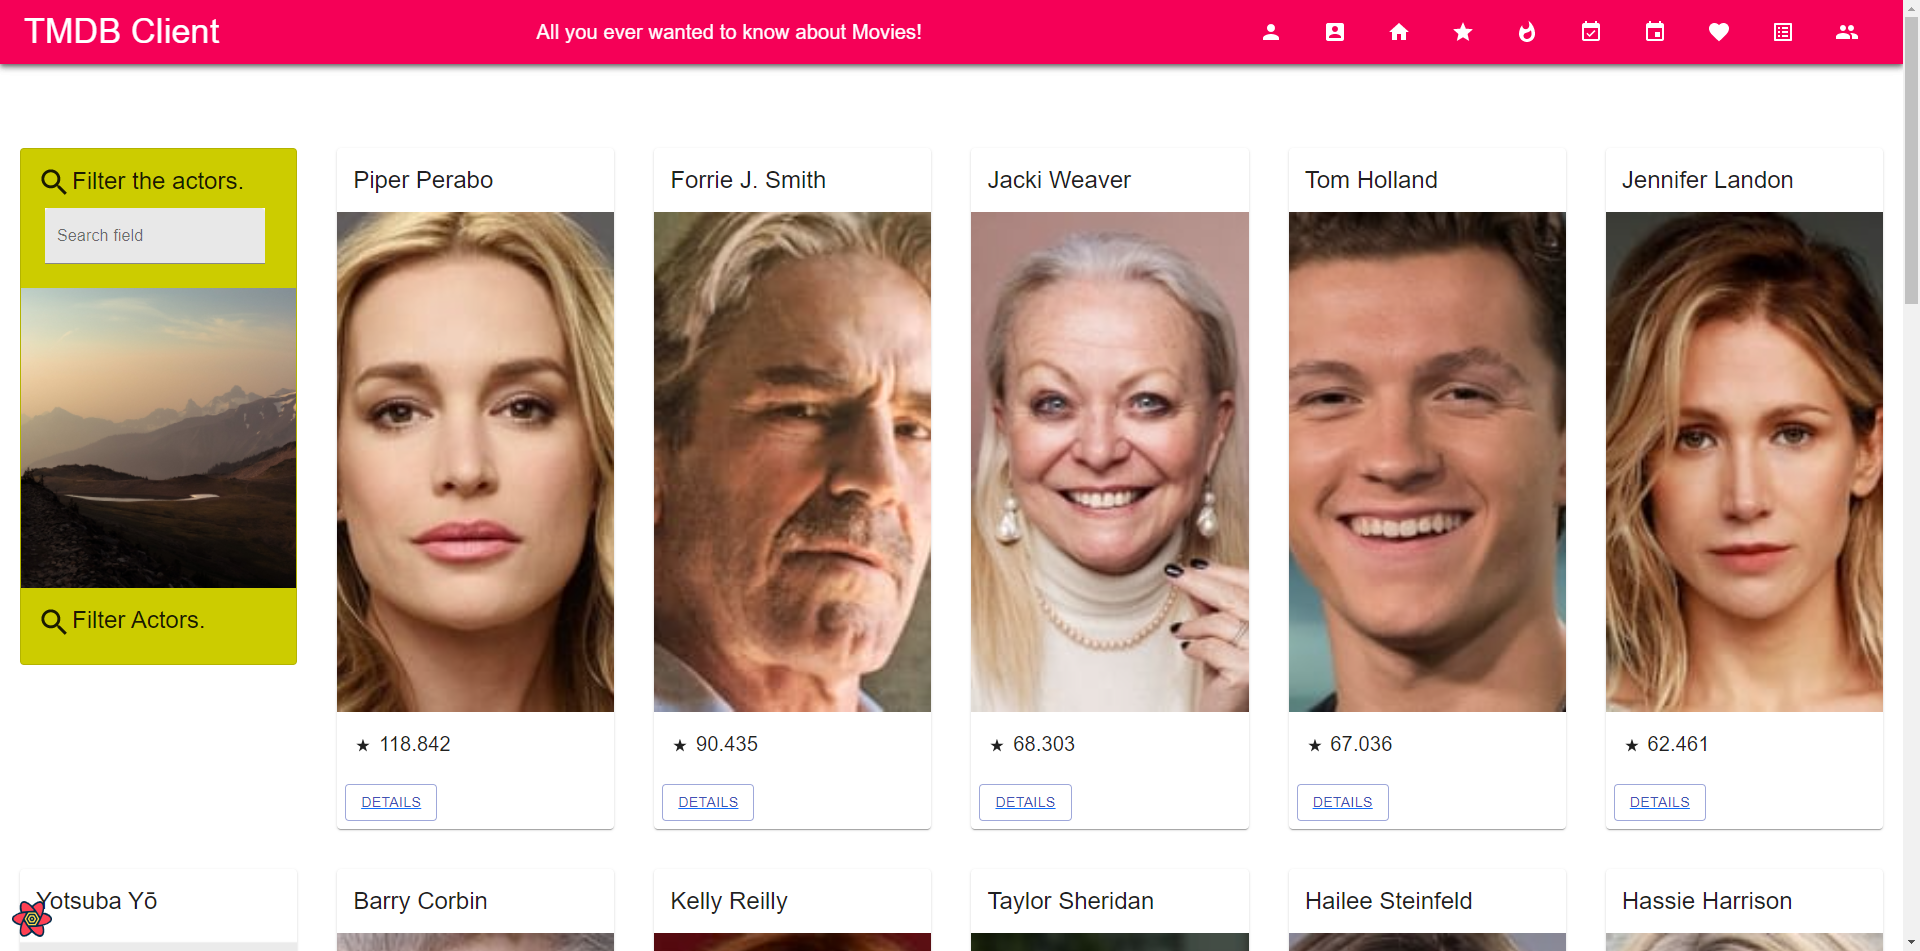 TMDB Client
All you ever wanted to know about Movies!
Filter the actors.
Search field
Filter Actors.
Piper Perabo
118.842
DETAILS
Forrie J. Smith
90.435
DETAILS
Jacki Weaver
68.303
DETAILS
Tom Holland
67.036
DETAILS
Jennifer Landon
62.461
DETAILS
Yotsuba Yō
Barry Corbin
Kelly Reilly
Taylor Sheridan
Hailee Steinfeld
Hassie Harrison